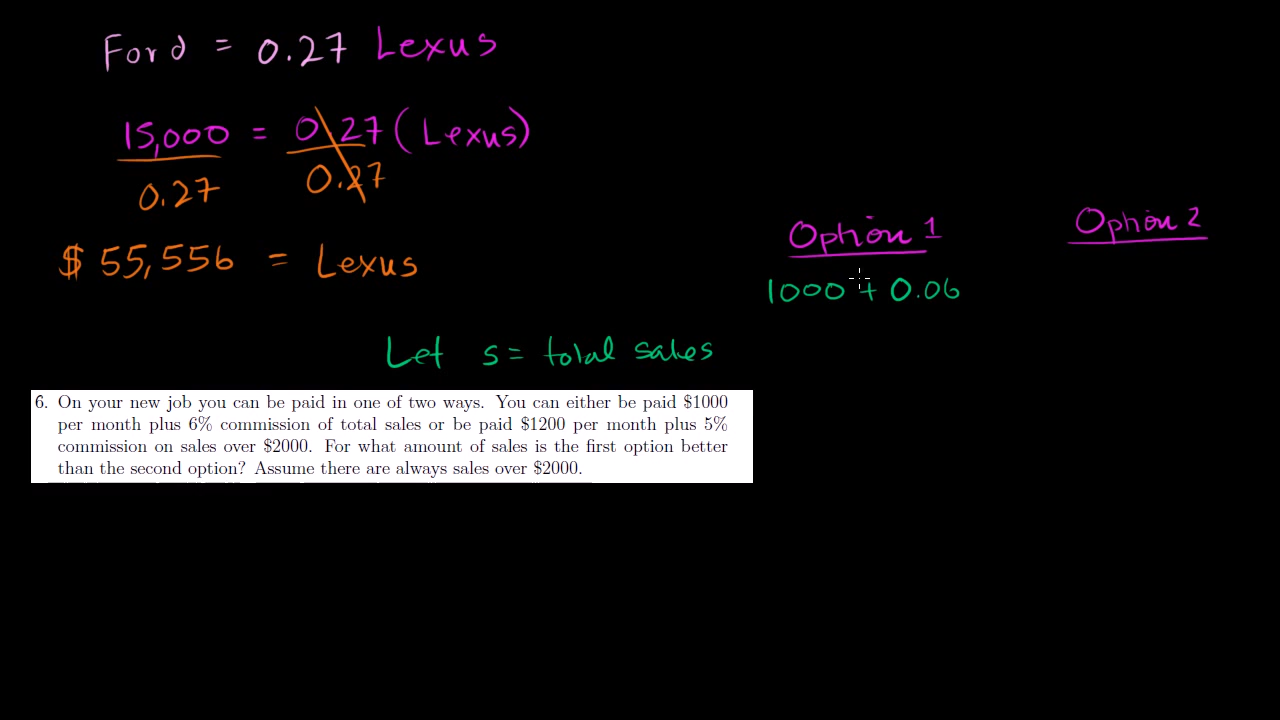 Ford = 0.27 Lexus
15,000 = 0.27 (Lexus)
0.27 0.27
$ 55,556 = Lexus
Option 1 Option 2
1000 + 0.06
Let s = total sales
6. On your new job you can be paid in one of two ways. You can either be paid $1000
per month plus 6% commission of total sales or be paid $1200 per month plus 5%
commission on sales over $2000. For what amount of sales is the first option better
than the second option? Assume there are always sales over $2000.